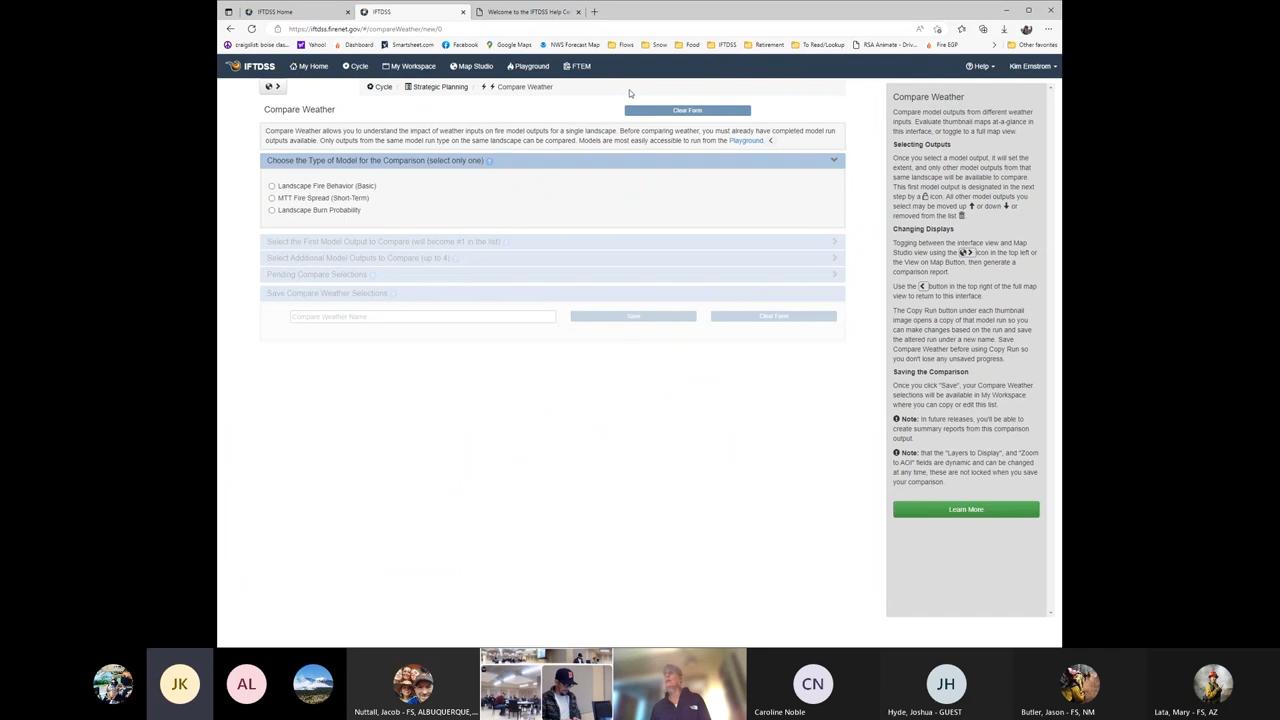 IFTDSS Home
IFTDSS
Welcome to the IFTDSS Help Ce
https://iftdss.firenet.gov/#/compareWeather/new/0
craigslist: boise clas...
Yahoo!
Dashboard
Smartsheet.com
Facebook
Google Maps
NWS Forecast Map
Flows
Snow
Food
IFTDSS
Retirement
To Read/Lookup
RSA Animate - Driv...
Fire EGP
Other favorites
IFTDSS
My Home
Cycle
My Workspace
Map Studio
Playground
FTEM
Help
Kim Ernstrom
Cycle
Strategic Planning
Compare Weather
Compare Weather
Clear Form
Compare Weather allows you to understand the impact of weather inputs on fire model outputs for a single landscape. Before comparing weather, you must already have completed model run
outputs available. Only outputs from the same model run type on the same landscape can be compared. Models are most easily accessible to run from the Playground.
Choose the Type of Model for the Comparison (select only one)
Landscape Fire Behavior (Basic)
MTT Fire Spread (Short-Term)
Landscape Burn Probability
Select the First Model Output to Compare (will become #1 in the list)
Select Additional Model Outputs to Compare (up to 4)
Pending Compare Selections
Save Compare Weather Selections
Compare Weather Name
Save
Clear Form
Compare Weather
Compare model outputs from different weather
inputs. Evaluate thumbnail maps at-a-glance in
this interface, or toggle to a full map view.
Selecting Outputs
Once you select a model output, it will set the
extent, and only other model outputs from that
same landscape will be available to compare.
This first model output is designated in the next
step by a icon. All other model outputs you
select may be moved up or down or
removed from the list
Changing Displays
Togging between the interface view and Map
Studio view using the icon in the top left or
the View on Map Button, then generate a
comparison report.
Use the button in the top right of the full map
view to return to this interface.
The Copy Run button under each thumbnail
image opens a copy of that model run so you
can make changes based on the run and save
the altered run under a new name. Save
Compare Weather before using Copy Run so
you don't lose any unsaved progress.
Saving the Comparison
Once you click "Save", your Compare Weather
selections will be available in My Workspace
where you can copy or edit this list.
Note: In future releases, you'll be able to
create summary reports from this comparison
output.
Note: that the "Layers to Display", and "Zoom
to AOI" fields are dynamic and can be changed
at any time, these are not locked when you save
your comparison.
Learn More
JK
AL
Nuttall, Jacob - FS, ALBUQUERQUE,...
CN
Caroline Noble
JH
Hyde, Joshua - GUEST
Butler, Jason - FS, NM
Lata, Mary - FS, AZ